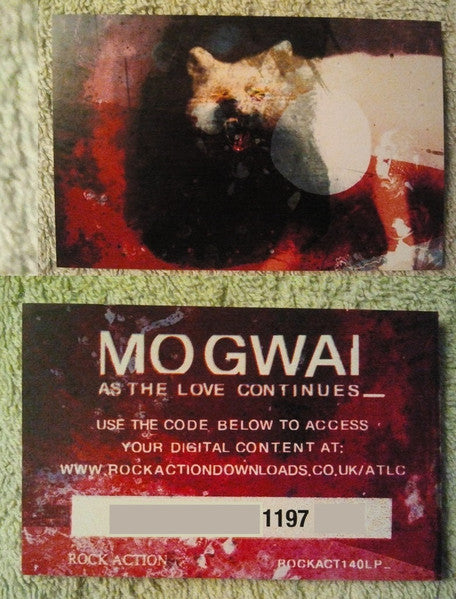 MOGWAI
AS THE LOVE CONTINUES_
USE THE CODE BELOW TO ACCESS
YOUR DIGITAL CONTENT AT:
WWW.ROCKACTIONDOWNLOADS.CO.UK/ATLC
1197
ROCK ACTION
ROCKACT140LP_